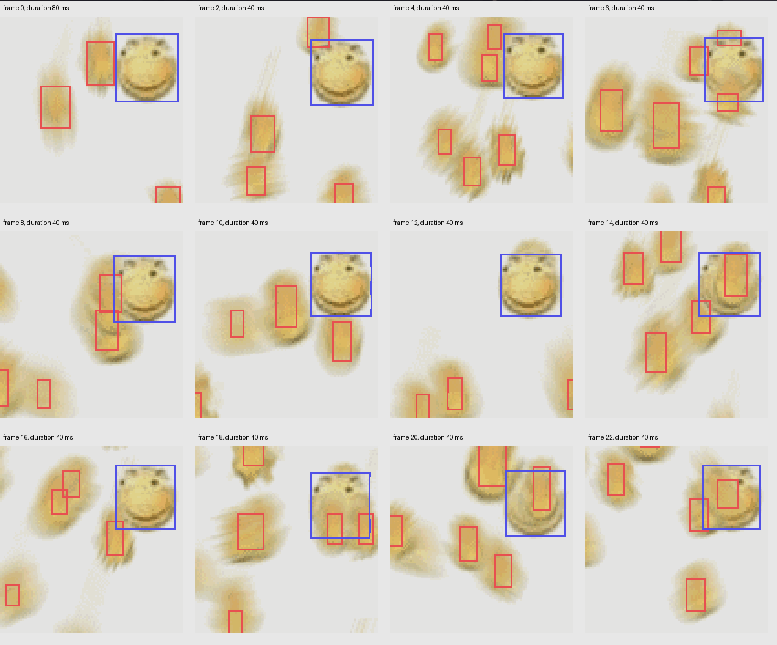 frame 0, duration 80 ms
frame 2, duration 40 ms
frame 4, duration 40 ms
frame 6, duration 40 ms
frame 8, duration 40 ms
frame 10, duration 40 ms
frame 12, duration 40 ms
frame 14, duration 40 ms
frame 16, duration 40 ms
frame 18, duration 40 ms
frame 20, duration 40 ms
frame 22, duration 40 ms